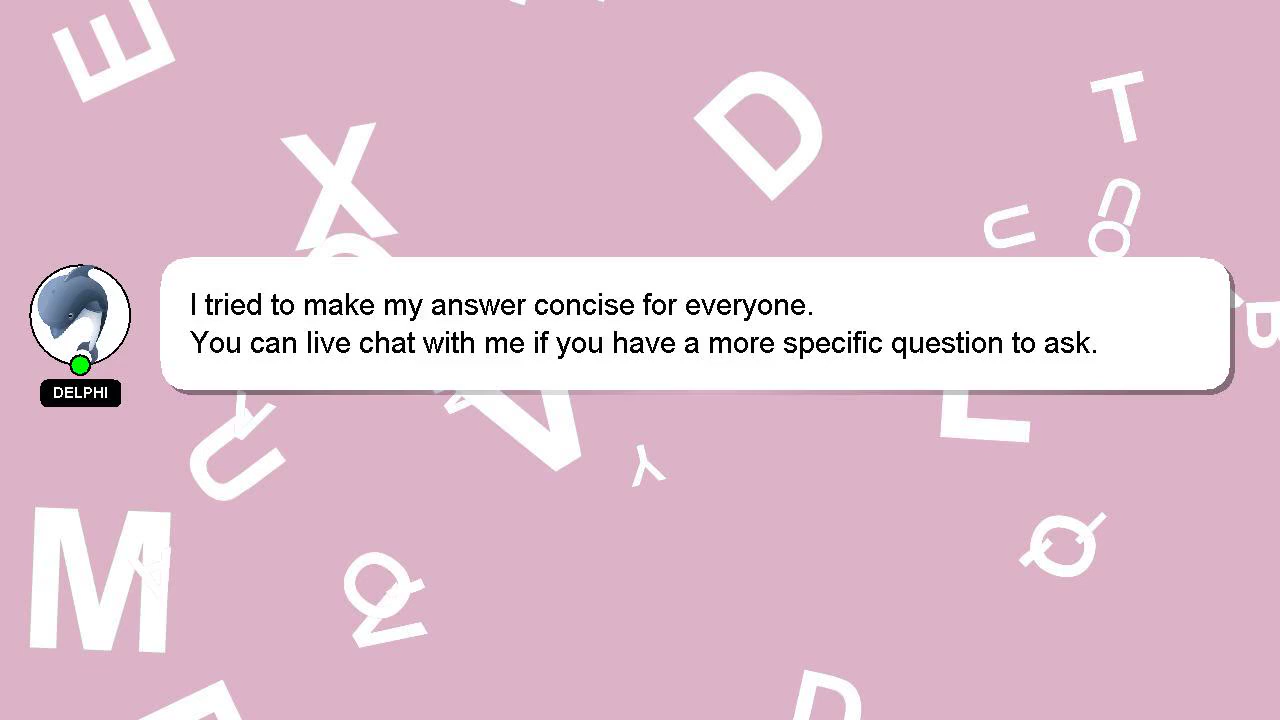 I tried to make my answer concise for everyone.
You can live chat with me if you have a more specific question to ask.
DELPHI
E
X
D
T
U
U
O
R
V
Y
L
U
M
Q
Z
Q
D